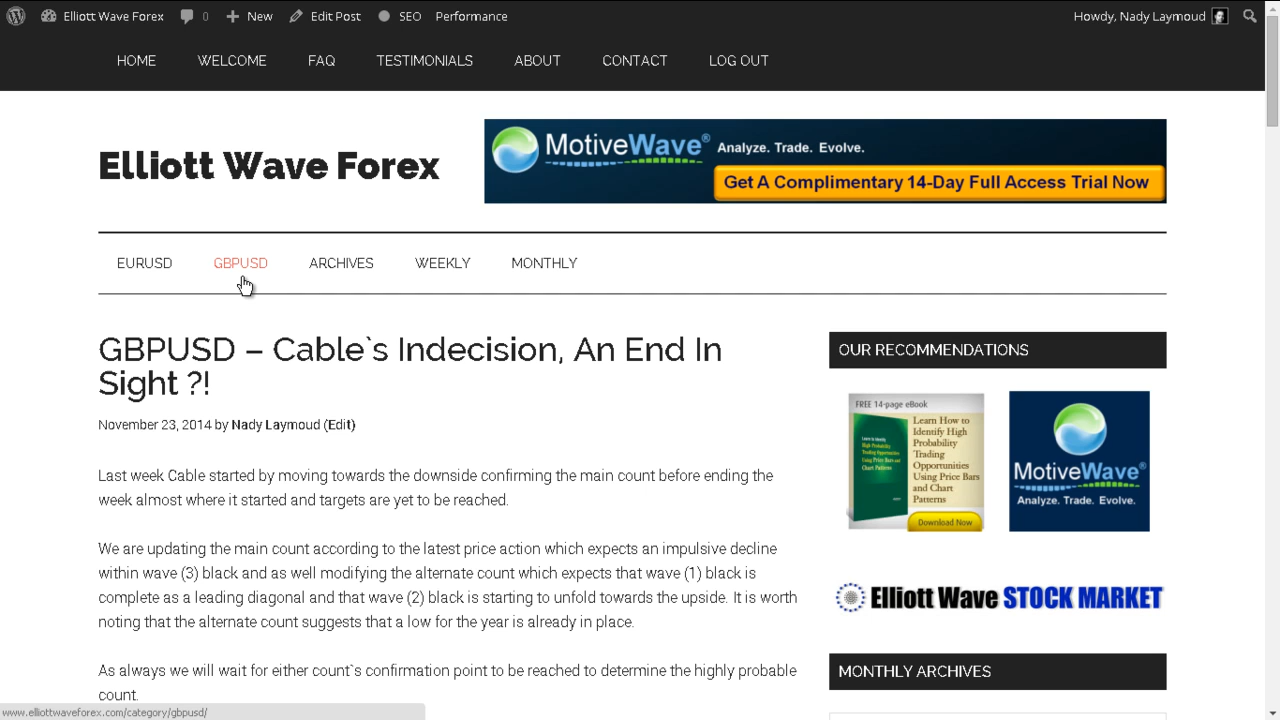 Elliott Wave Forex 0 New Edit Post SEO Performance Howdy, Nady Laymoud
HOME WELCOME FAQ TESTIMONIALS ABOUT CONTACT LOG OUT
Elliott Wave Forex
MotiveWave® Analyze. Trade. Evolve.
Get A Complimentary 14-Day Full Access Trial Now
EURUSD GBPUSD ARCHIVES WEEKLY MONTHLY
GBPUSD – Cable`s Indecision, An End In
Sight ?!
November 23, 2014 by Nady Laymoud (Edit)
Last week Cable started by moving towards the downside confirming the main count before ending the
week almost where it started and targets are yet to be reached.
We are updating the main count according to the latest price action which expects an impulsive decline
within wave (3) black and as well modifying the alternate count which expects that wave (1) black is
complete as a leading diagonal and that wave (2) black is starting to unfold towards the upside. It is worth
noting that the alternate count suggests that a low for the year is already in place.
As always we will wait for either count`s confirmation point to be reached to determine the highly probable
count.
OUR RECOMMENDATIONS
FREE 14-page eBook
Learn How to
Identify High
Probability
Trading
Opportunities
Using Price Bars
and Chart
Patterns
Download Now
MotiveWave®
Analyze. Trade. Evolve.
Elliott Wave STOCK MARKET
MONTHLY ARCHIVES
www.elliottwaveforex.com/category/gbpusd/